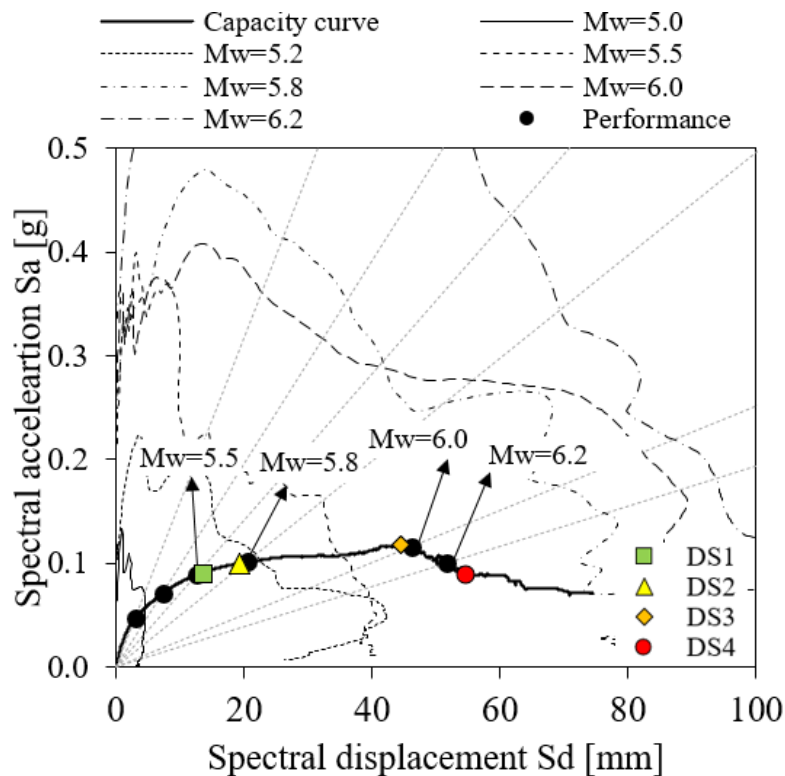 Capacity curve Mw=5.0
Mw=5.2 Mw=5.5
Mw=5.8 Mw=6.0
Mw=6.2 Performance
0.5
0.4
0.3
0.2
0.1
0.0
Spectral acceleartion Sa [g]
Mw=5.5
Mw=5.8
Mw=6.0
Mw=6.2
DS1
DS2
DS3
DS4
0 20 40 60 80 100
Spectral displacement Sd [mm]